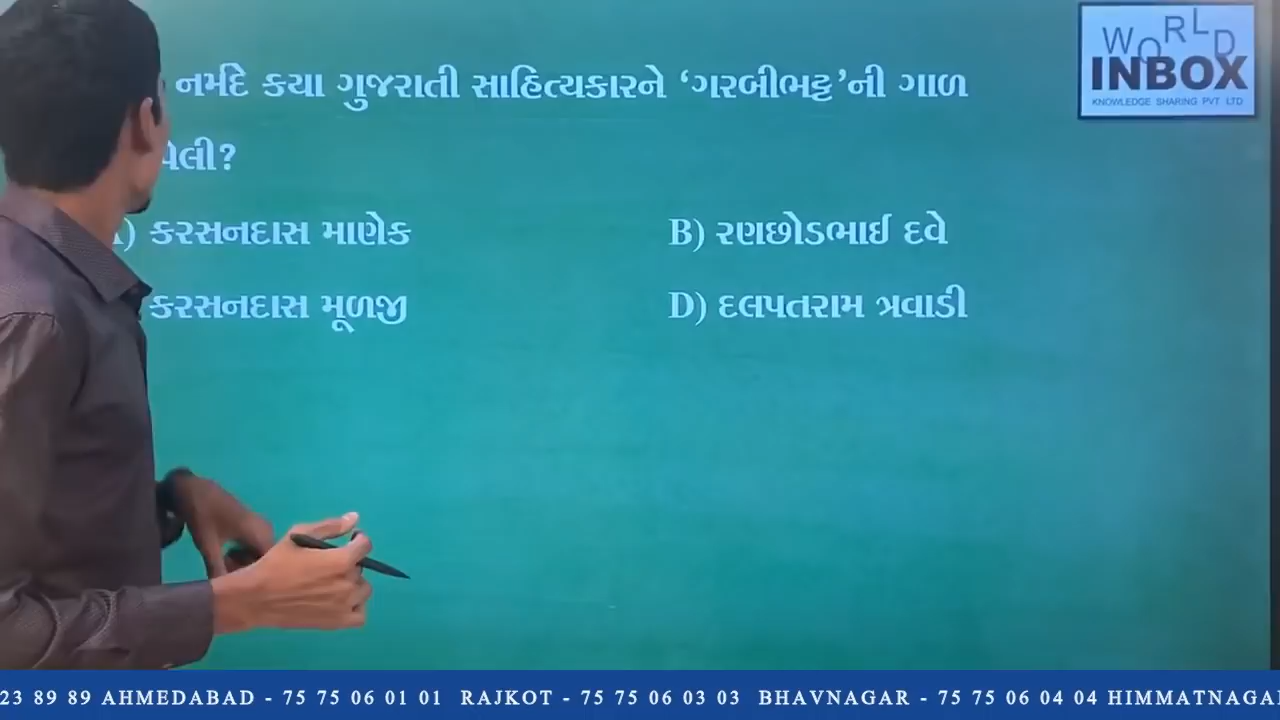 WORLD
INBOX
KNOWLEDGE SHARING PVT LTD
નર્મદે કયા ગુજરાતી સાહિત્યકારને ‘ગરબીભટ્ટ’ની ગાળ
A) કરસનદાસ માણેક
B) રણછોડભાઈ દવે
કરસનદાસ મૂળજી
D) દલપતરામ ત્રવાડી
23 89 89 AHMEDABAD - 75 75 06 01 01 RAJKOT - 75 75 06 03 03 BHAVNAGAR - 75 75 06 04 04 HIMMATNAGA